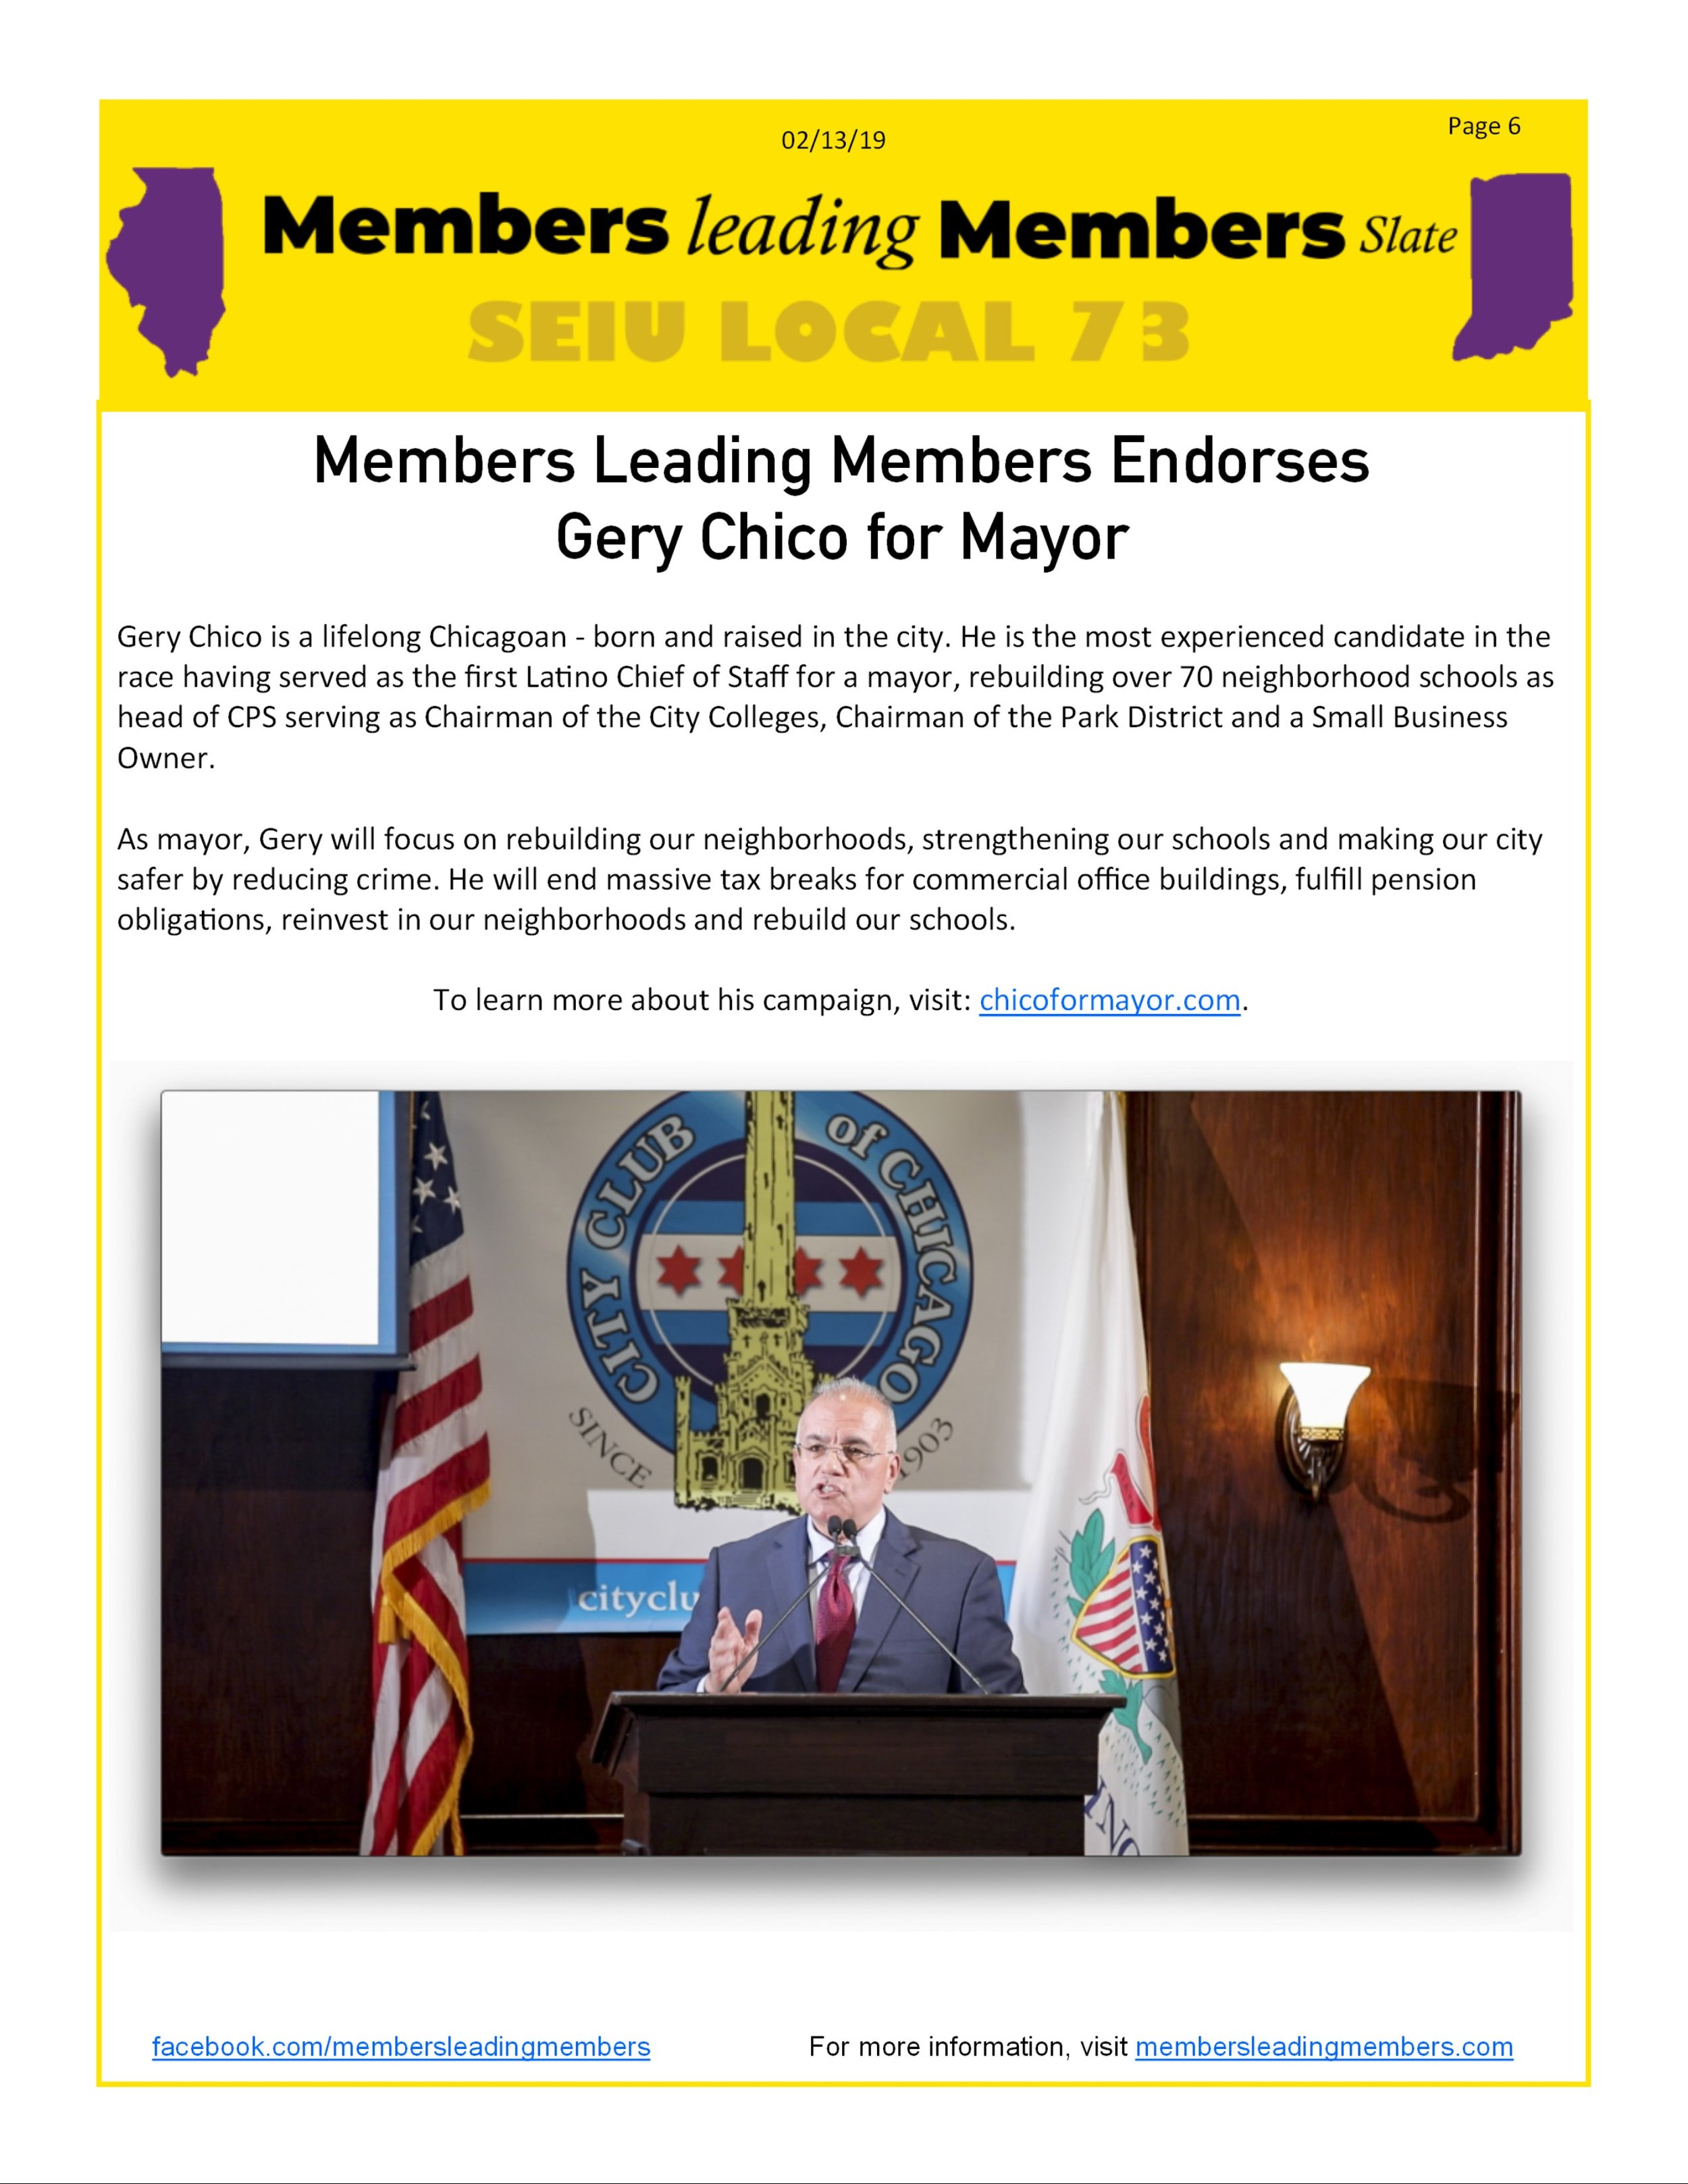 Page 6
02/13/19
Members leading Members Slate
SEIU LOCAL 73
Members Leading Members Endorses
Gery Chico for Mayor
Gery Chico is a lifelong Chicagoan - born and raised in the city. He is the most experienced candidate in the
race having served as the first Latino Chief of Staff for a mayor, rebuilding over 70 neighborhood schools as
head of CPS serving as Chairman of the City Colleges, Chairman of the Park District and a Small Business
Owner.
As mayor, Gery will focus on rebuilding our neighborhoods, strengthening our schools and making our city
safer by reducing crime. He will end massive tax breaks for commercial office buildings, fulfill pension
obligations, reinvest in our neighborhoods and rebuild our schools.
To learn more about his campaign, visit: chicoformayor.com.
CITY CLUB of CHICAGO
SINCE 1903
cityclu
facebook.com/membersleadingmembers
For more information, visit membersleadingmembers.com